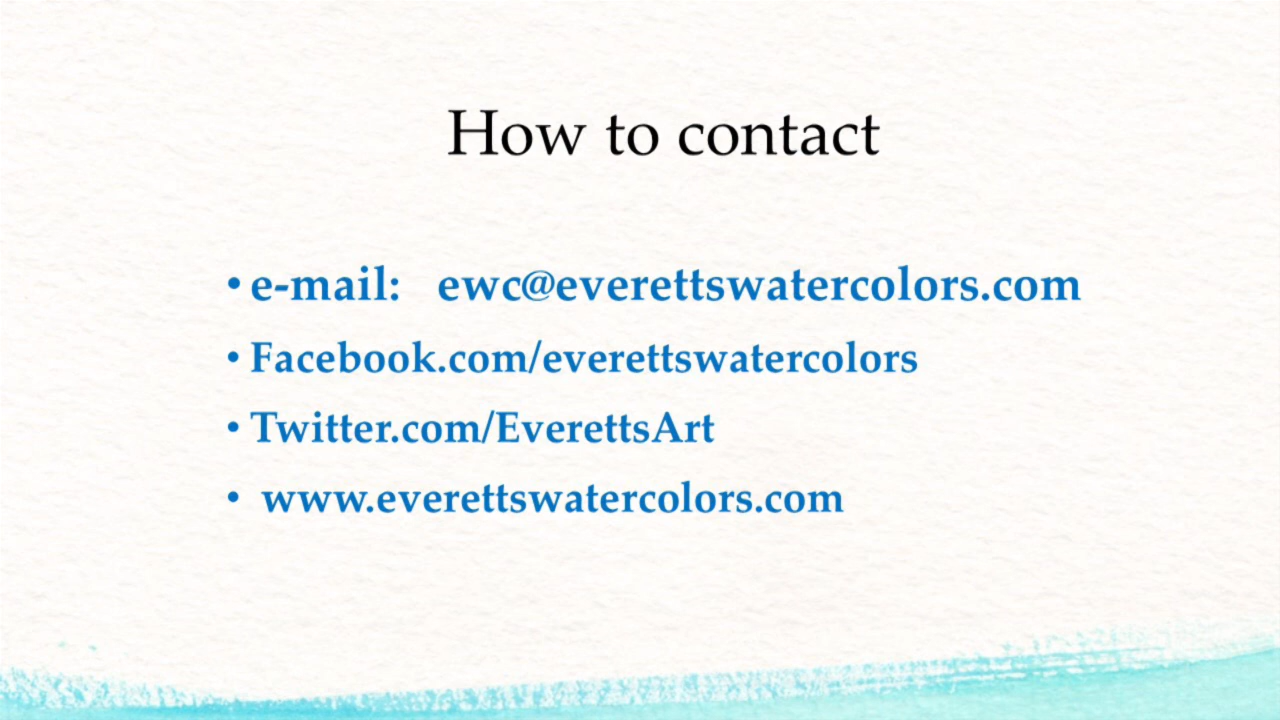 How to contact
• e-mail: ewc@everettswatercolors.com
• Facebook.com/everettswatercolors
• Twitter.com/EverettsArt
• www.everettswatercolors.com